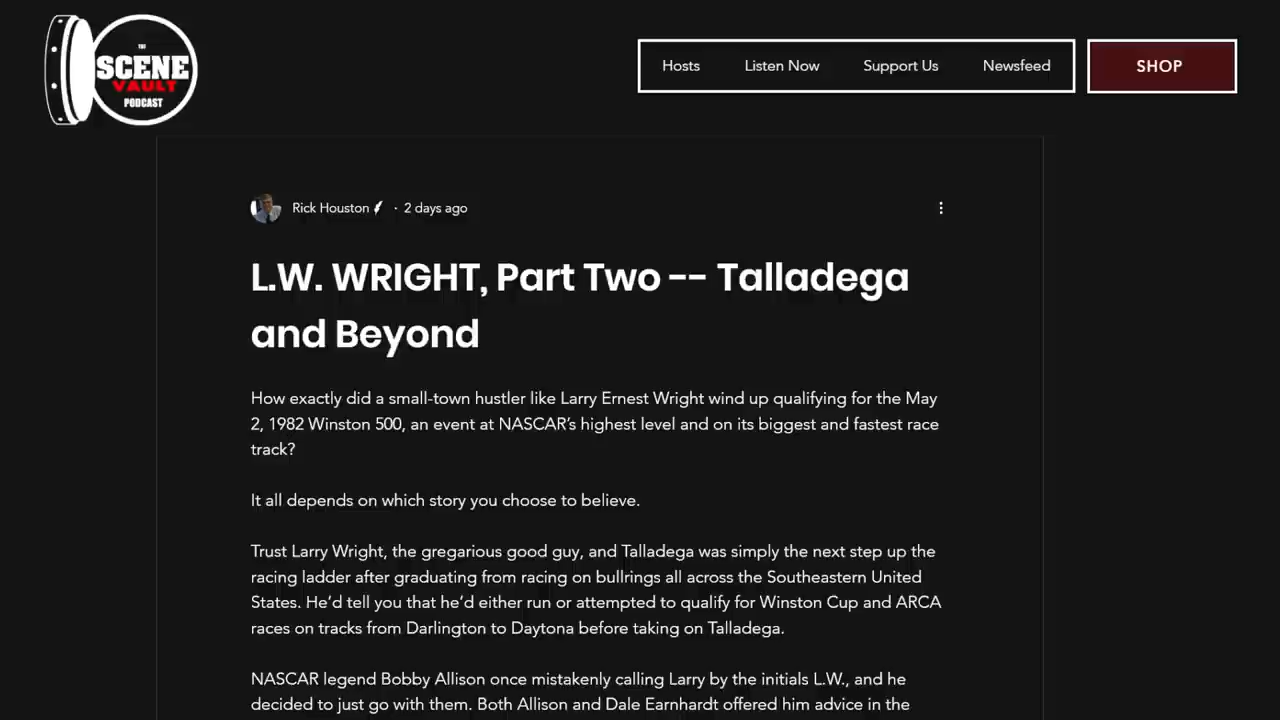 THE
SCENE
VAULT
PODCAST
Hosts Listen Now Support Us Newsfeed SHOP
Rick Houston · 2 days ago
L.W. WRIGHT, Part Two -- Talladega
and Beyond
How exactly did a small-town hustler like Larry Ernest Wright wind up qualifying for the May
2, 1982 Winston 500, an event at NASCAR’s highest level and on its biggest and fastest race
track?
It all depends on which story you choose to believe.
Trust Larry Wright, the gregarious good guy, and Talladega was simply the next step up the
racing ladder after graduating from racing on bullrings all across the Southeastern United
States. He’d tell you that he’d either run or attempted to qualify for Winston Cup and ARCA
races on tracks from Darlington to Daytona before taking on Talladega.
NASCAR legend Bobby Allison once mistakenly calling Larry by the initials L.W., and he
decided to just go with them. Both Allison and Dale Earnhardt offered him advice in the